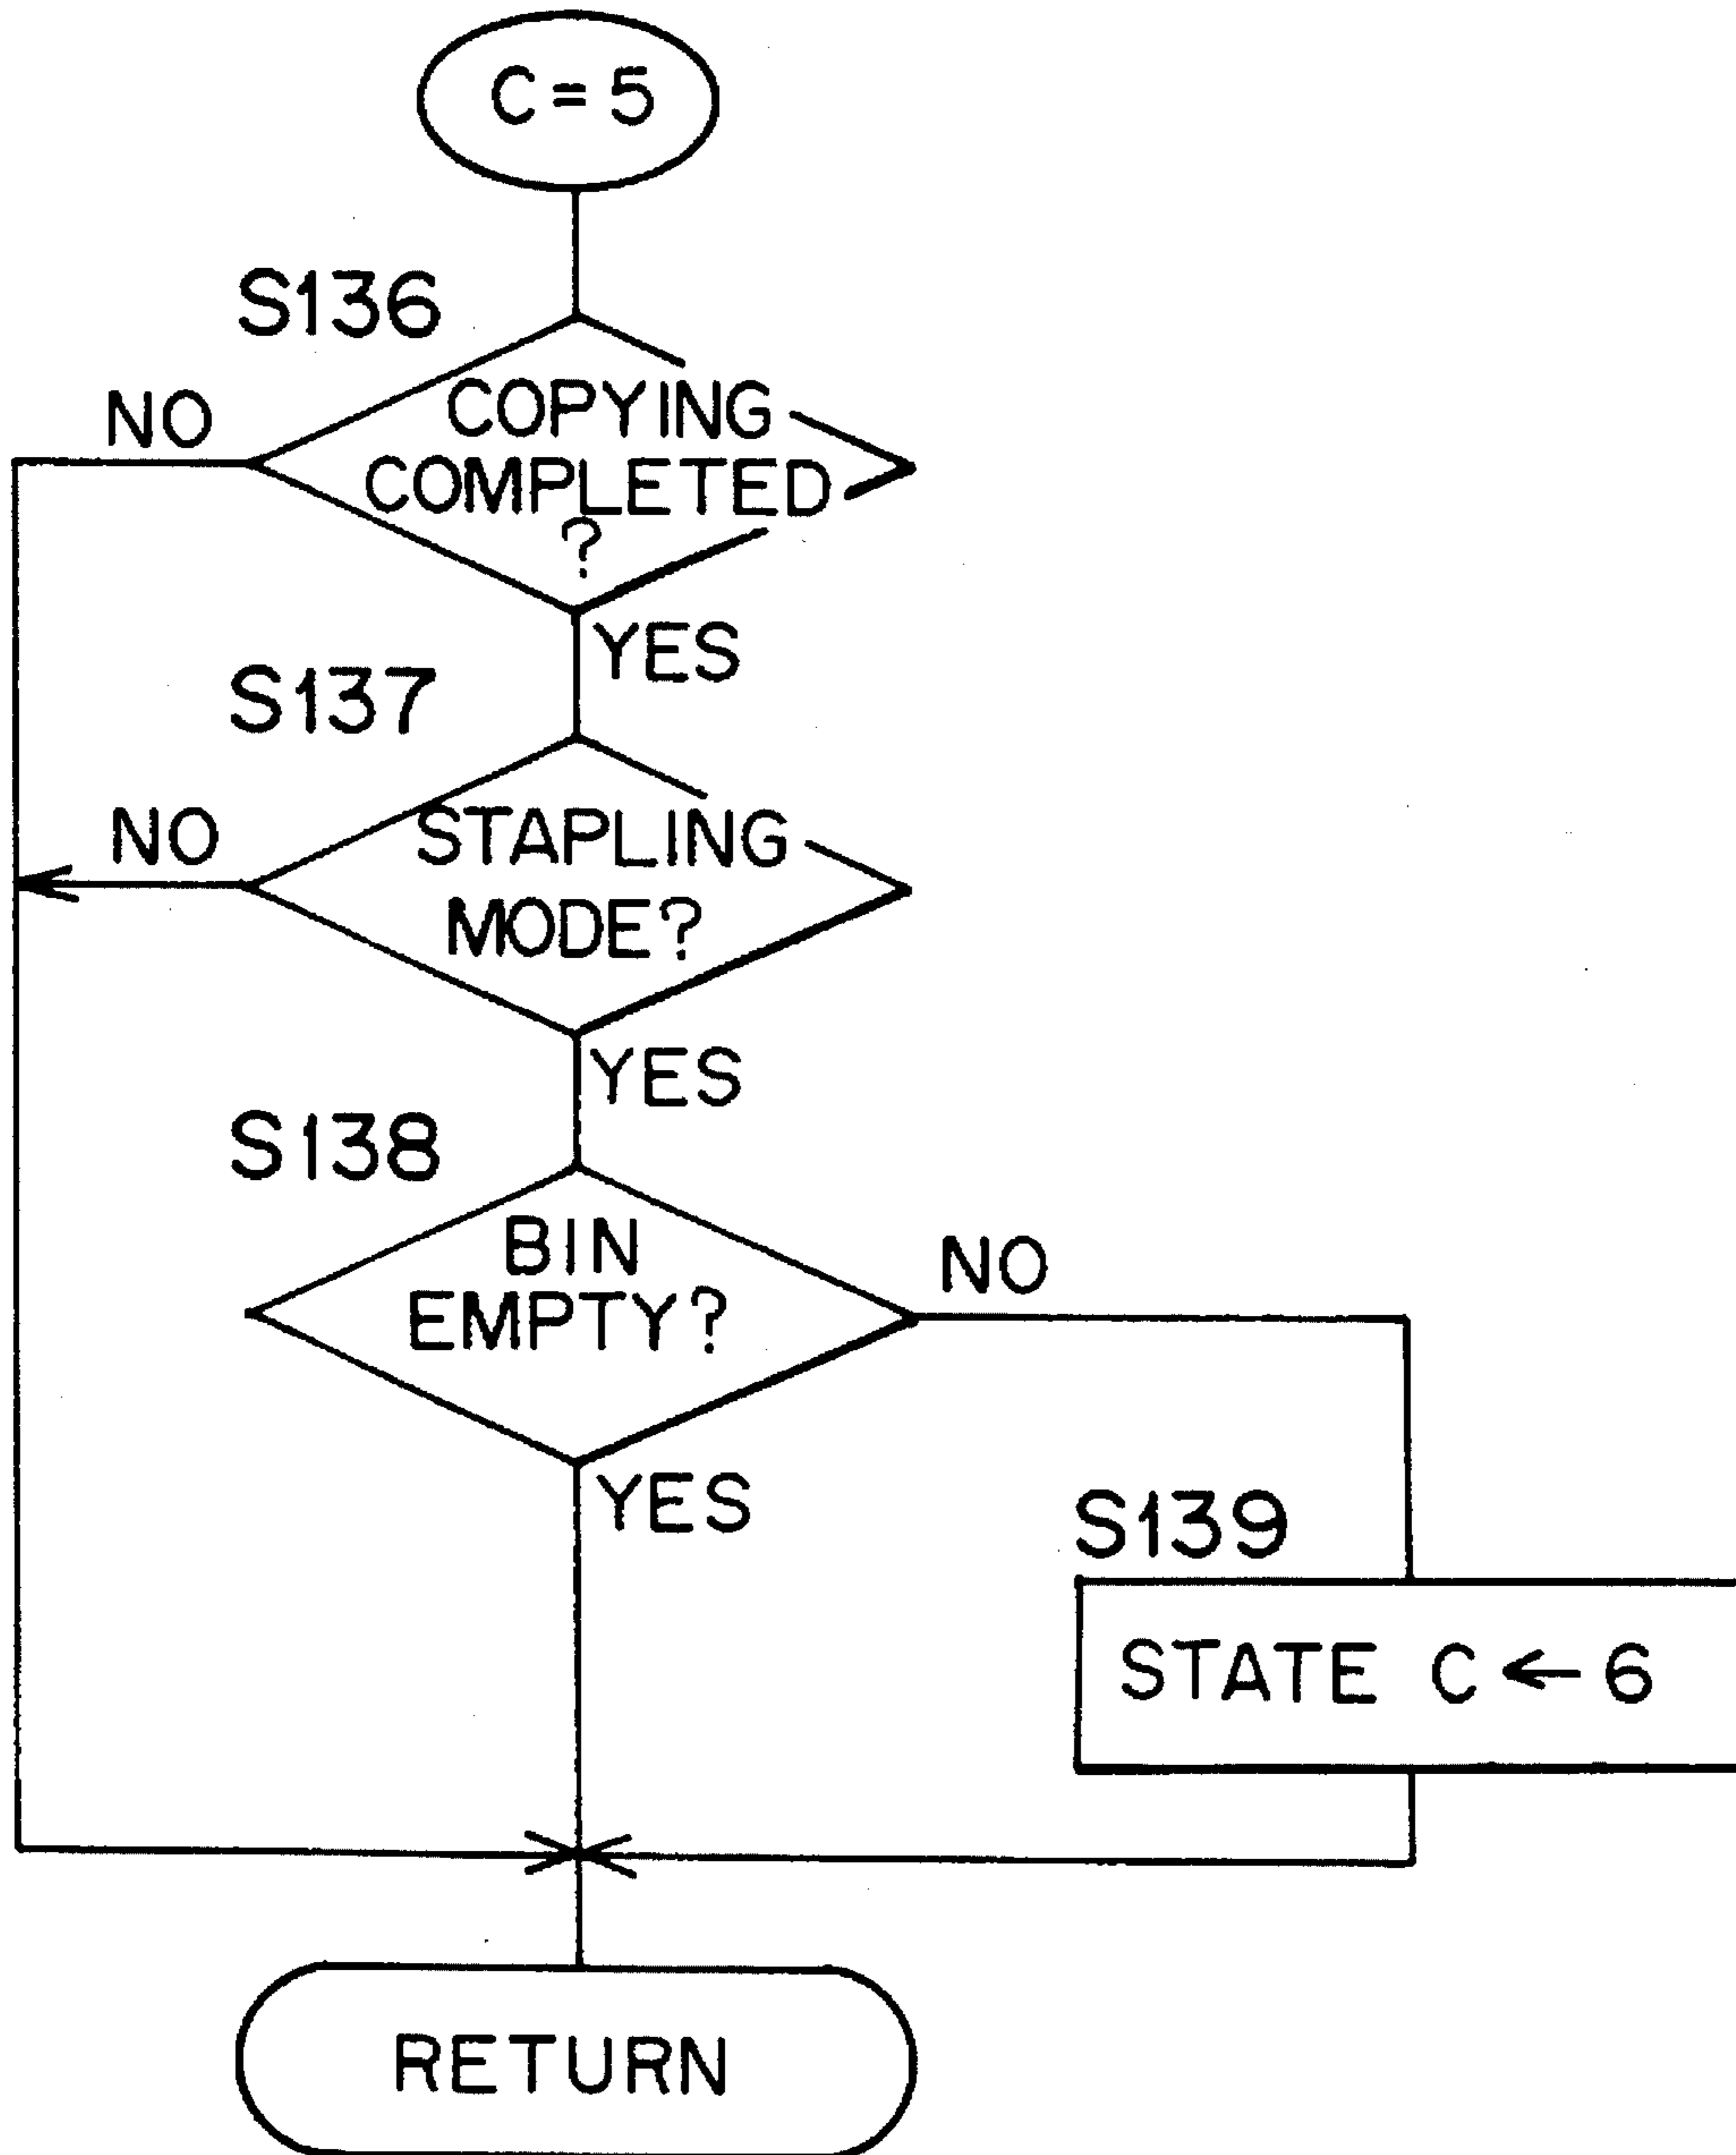 C=5
S136
NO
COPYING
COMPLETED
?
YES
S137
NO
STAPLING
MODE?
YES
S138
BIN
EMPTY?
NO
YES
S139
STATE C ← 6
RETURN